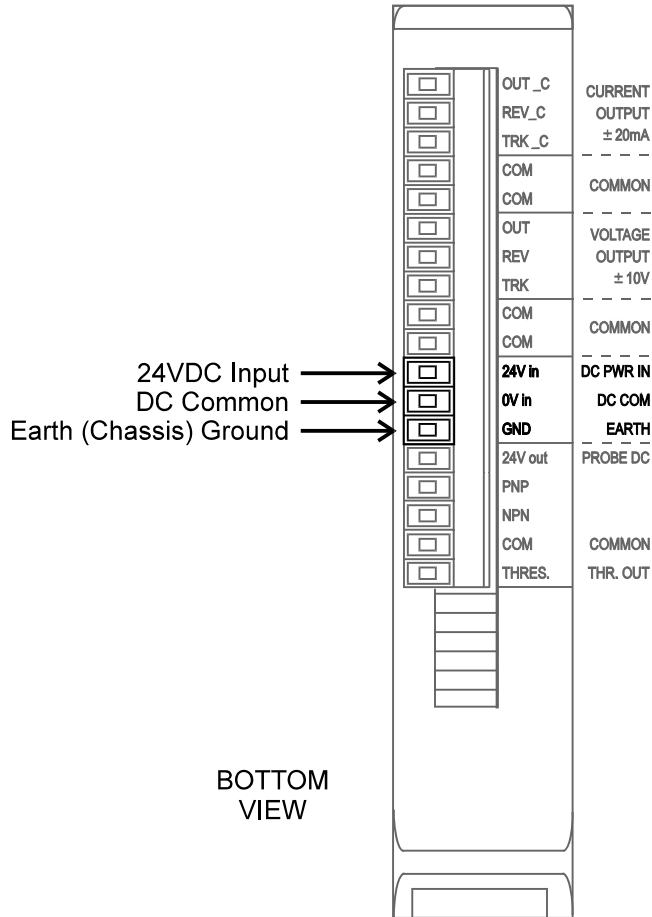 OUT _C
CURRENT
REV_C
OUTPUT
TRK _C
± 20mA
COM
COMMON
COM
OUT
VOLTAGE
REV
OUTPUT
TRK
± 10V
COM
COMMON
COM
24VDC Input
24V in
DC PWR IN
DC Common
0V in
DC COM
Earth (Chassis) Ground
GND
EARTH
24V out
PROBE DC
PNP
NPN
COM
COMMON
THRES.
THR. OUT
BOTTOM
VIEW